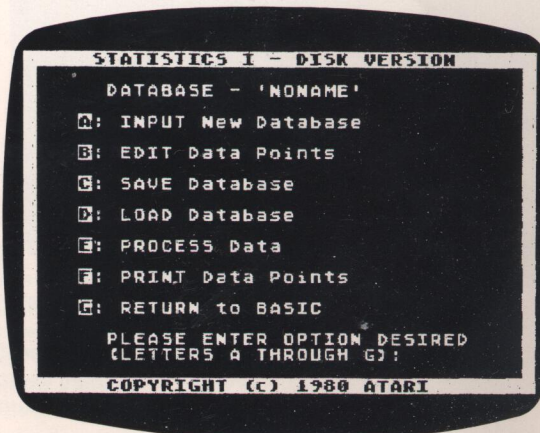 STATISTICS I - DISK VERSION
DATABASE - 'NONAME'
A: INPUT New Database
B: EDIT Data Points
C: SAVE Database
D: LOAD Database
E: PROCESS Data
F: PRINT Data Points
G: RETURN to BASIC
PLEASE ENTER OPTION DESIRED
(LETTERS A THROUGH G):
COPYRIGHT (c) 1980 ATARI